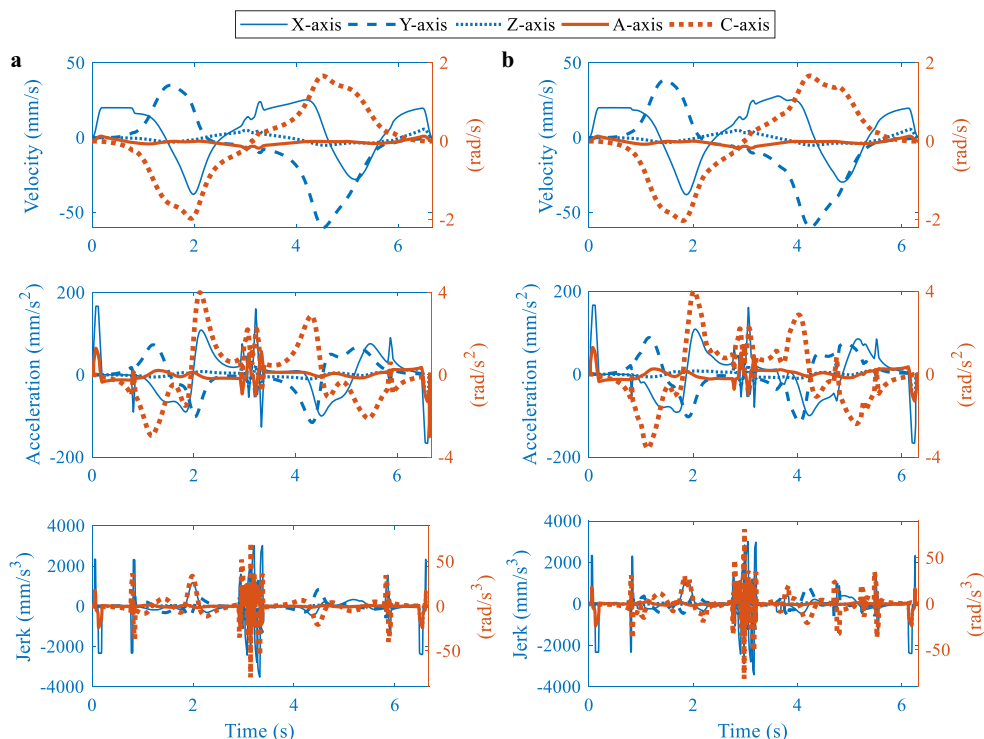 X-axis Y-axis Z-axis A-axis C-axis
a
b
50
0
-50
Velocity (mm/s)
2
0
-2
(rad/s)
0 2 4 6
50
0
-50
Velocity (mm/s)
2
0
-2
(rad/s)
0 2 4 6
200
0
-200
Acceleration (mm/s²)
4
0
-4
(rad/s²)
0 2 4 6
200
0
-200
Acceleration (mm/s²)
4
0
-4
(rad/s²)
0 2 4 6
4000
2000
0
-2000
-4000
Jerk (mm/s³)
50
0
-50
(rad/s³)
0 2 4 6
Time (s)
4000
2000
0
-2000
-4000
Jerk (mm/s³)
50
0
-50
(rad/s³)
0 2 4 6
Time (s)